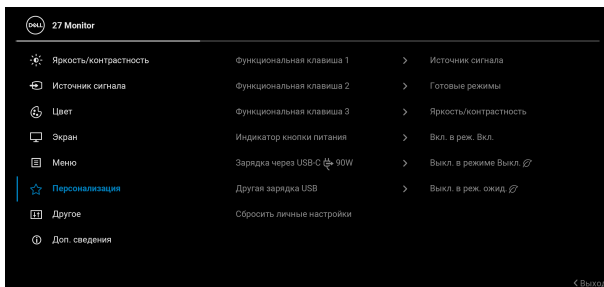 DELL 27 Monitor
Яркость/контрастность Функциональная клавиша 1 Источник сигнала
Источник сигнала Функциональная клавиша 2 Готовые режимы
Цвет Функциональная клавиша 3 Яркость/контрастность
Экран Индикатор кнопки питания Вкл. в реж. Вкл.
Меню Зарядка через USB-C 90W Выкл. в режиме Выкл.
Персонализация Другая зарядка USB Выкл. в реж. ожид.
Другое Сбросить личные настройки
Доп. сведения
Выход